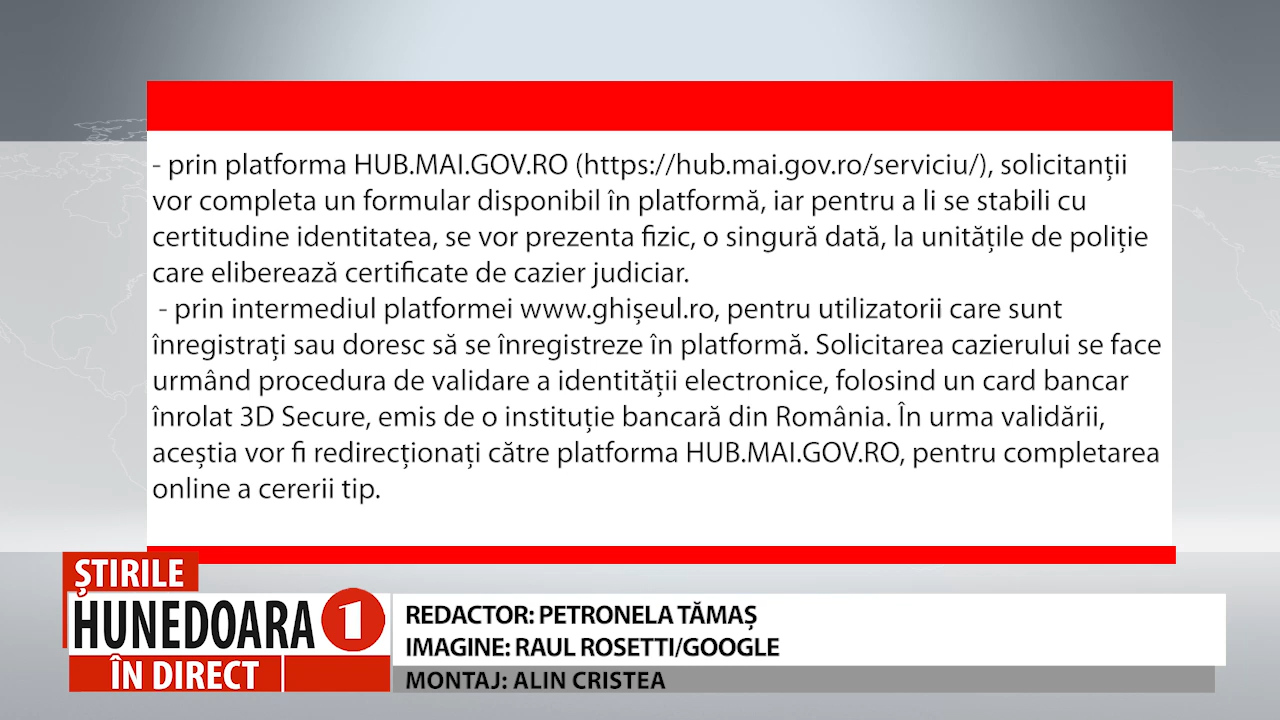 - prin platforma HUB.MAI.GOV.RO (https://hub.mai.gov.ro/serviciu/), solicitanții
vor completa un formular disponibil în platformă, iar pentru a li se stabili cu
certitudine identitatea, se vor prezenta fizic, o singură dată, la unitățile de poliție
care eliberează certificate de cazier judiciar.
- prin intermediul platformei www.ghișeul.ro, pentru utilizatorii care sunt
înregistrați sau doresc să se înregistreze în platformă. Solicitarea cazierului se face
urmând procedura de validare a identității electronice, folosind un card bancar
înrolat 3D Secure, emis de o instituție bancară din România. În urma validării,
aceștia vor fi redirecționați către platforma HUB.MAI.GOV.RO, pentru completarea
online a cererii tip.
ȘTIRILE
HUNEDOARA 1
ÎN DIRECT
REDACTOR: PETRONELA TĂMAȘ
IMAGINE: RAUL ROSETTI/GOOGLE
MONTAJ: ALIN CRISTEA